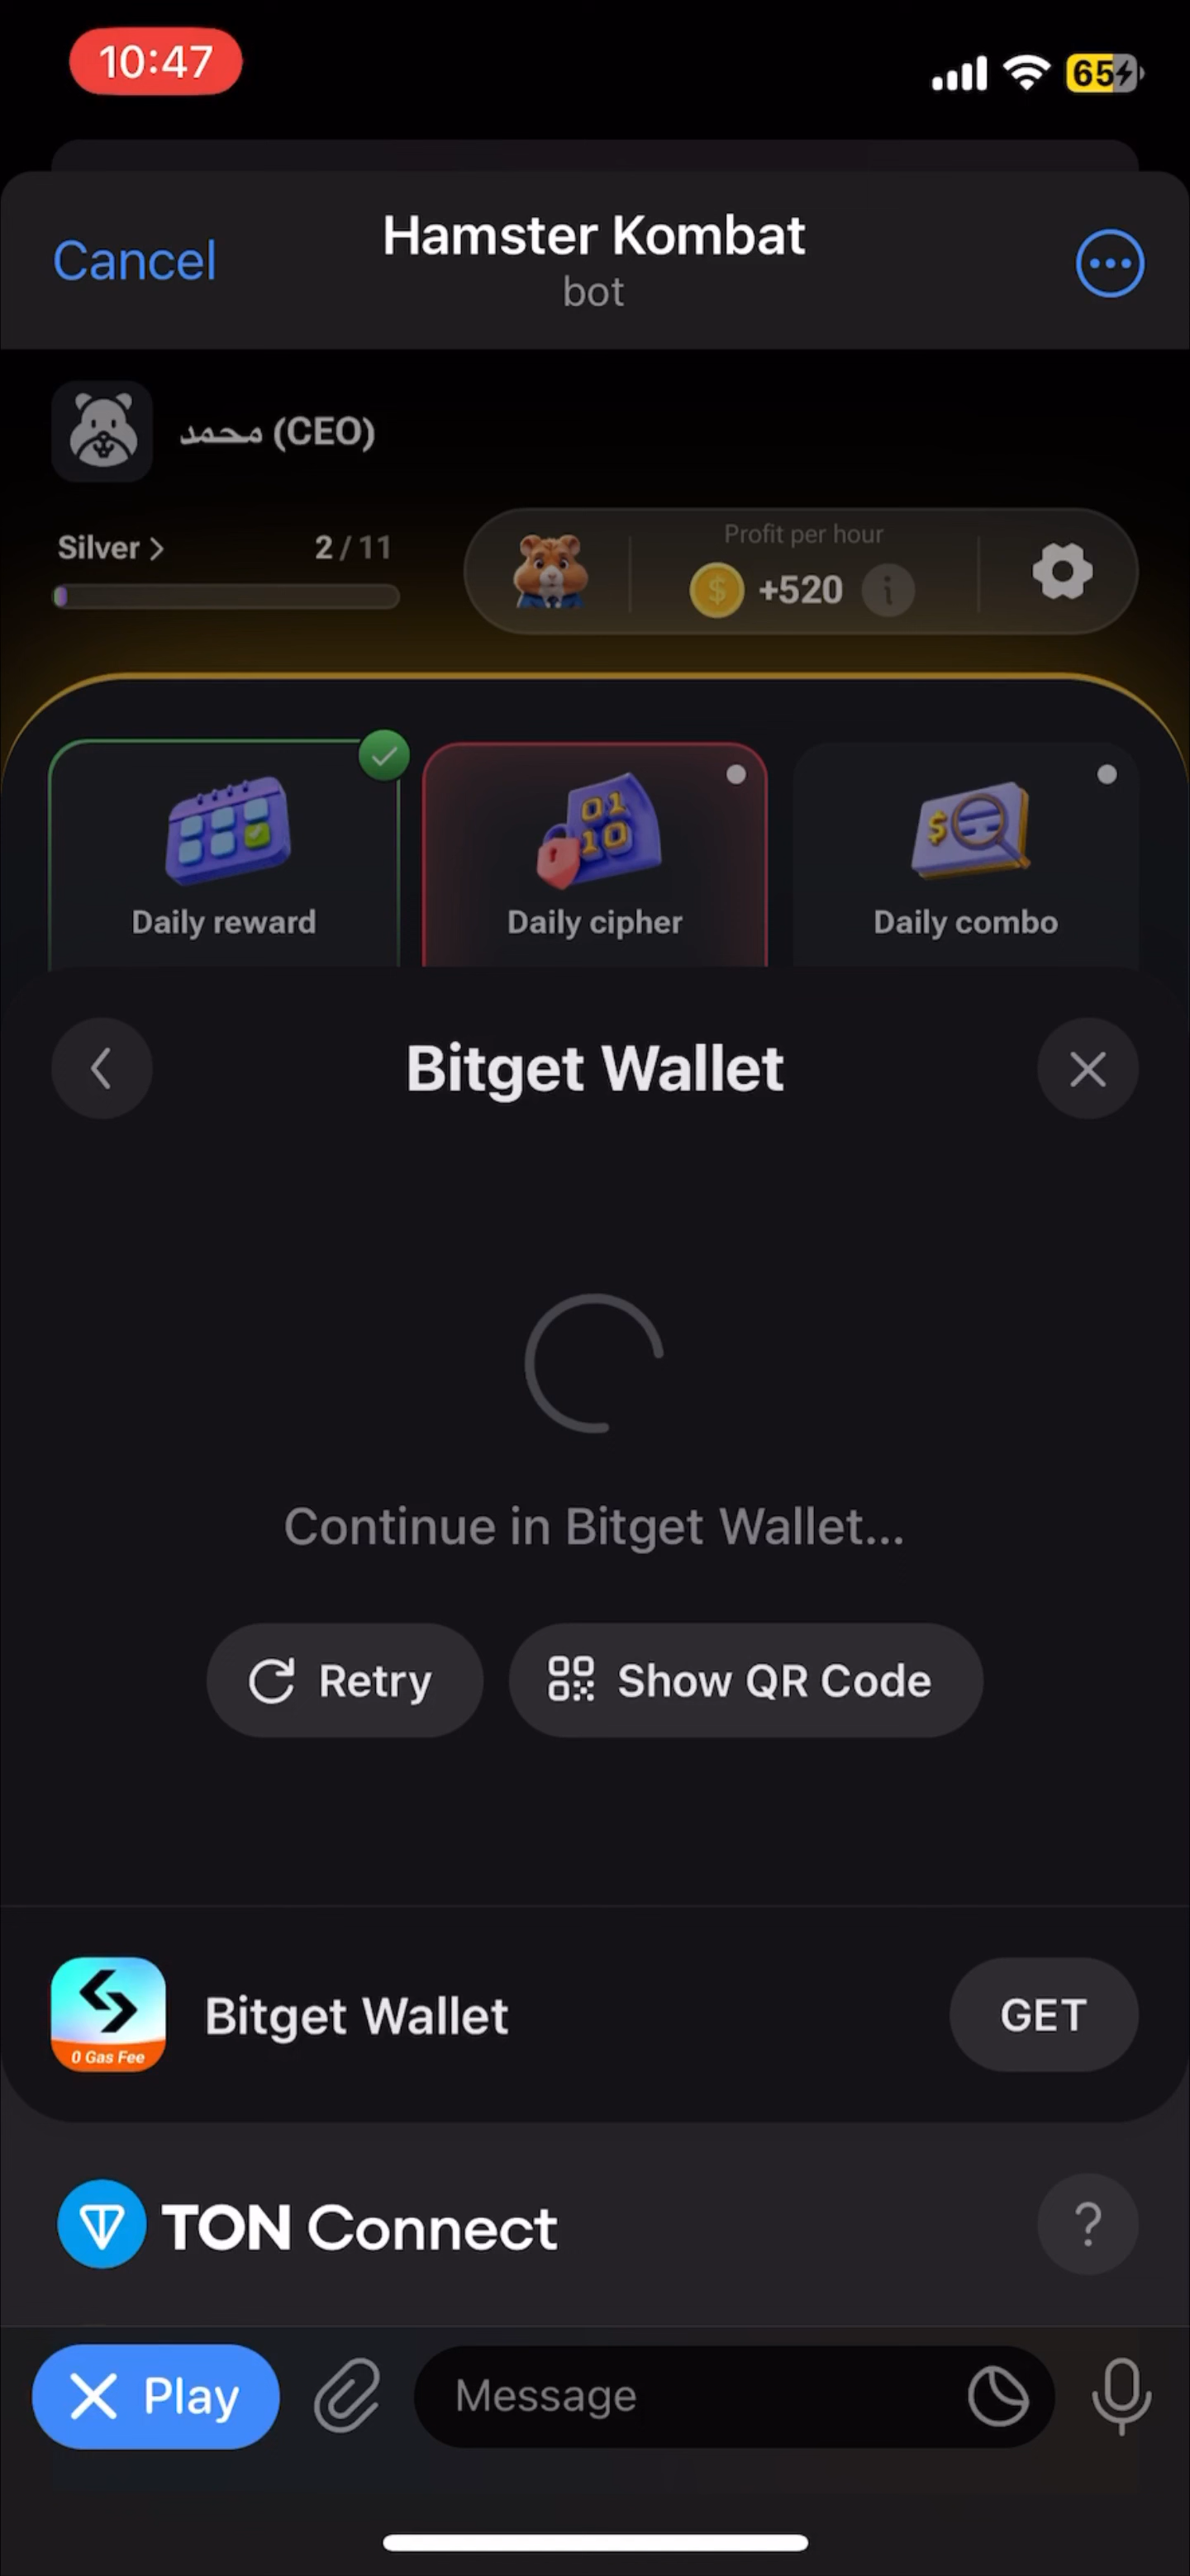 10:47
65
Cancel
Hamster Kombat
bot
محمد (CEO)
Silver >
2/11
Profit per hour
$ +520 i
Daily reward
01
10
Daily cipher
$
Daily combo
Bitget Wallet
Continue in Bitget Wallet...
Retry
Show QR Code
0 Gas Fee
Bitget Wallet
GET
TON Connect
?
Play
Message